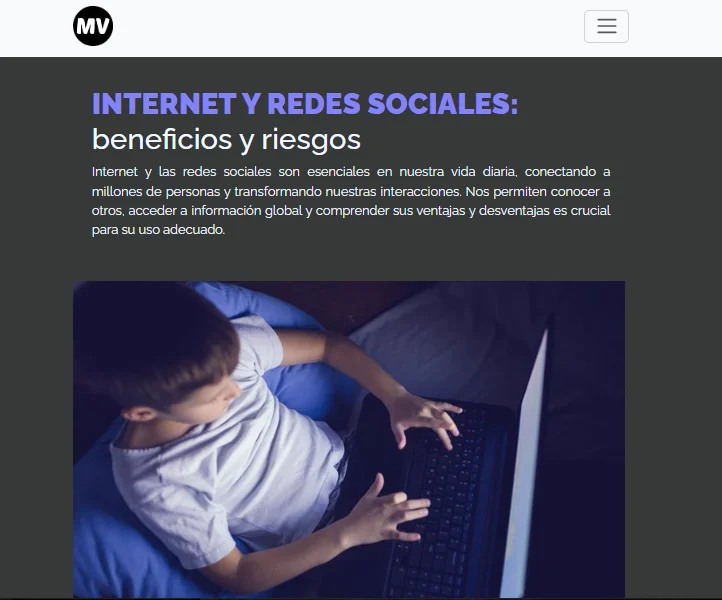 MV
INTERNET Y REDES SOCIALES:
beneficios y riesgos
Internet y las redes sociales son esenciales en nuestra vida diaria, conectando a
millones de personas y transformando nuestras interacciones. Nos permiten conocer a
otros, acceder a información global y comprender sus ventajas y desventajas es crucial
para su uso adecuado.